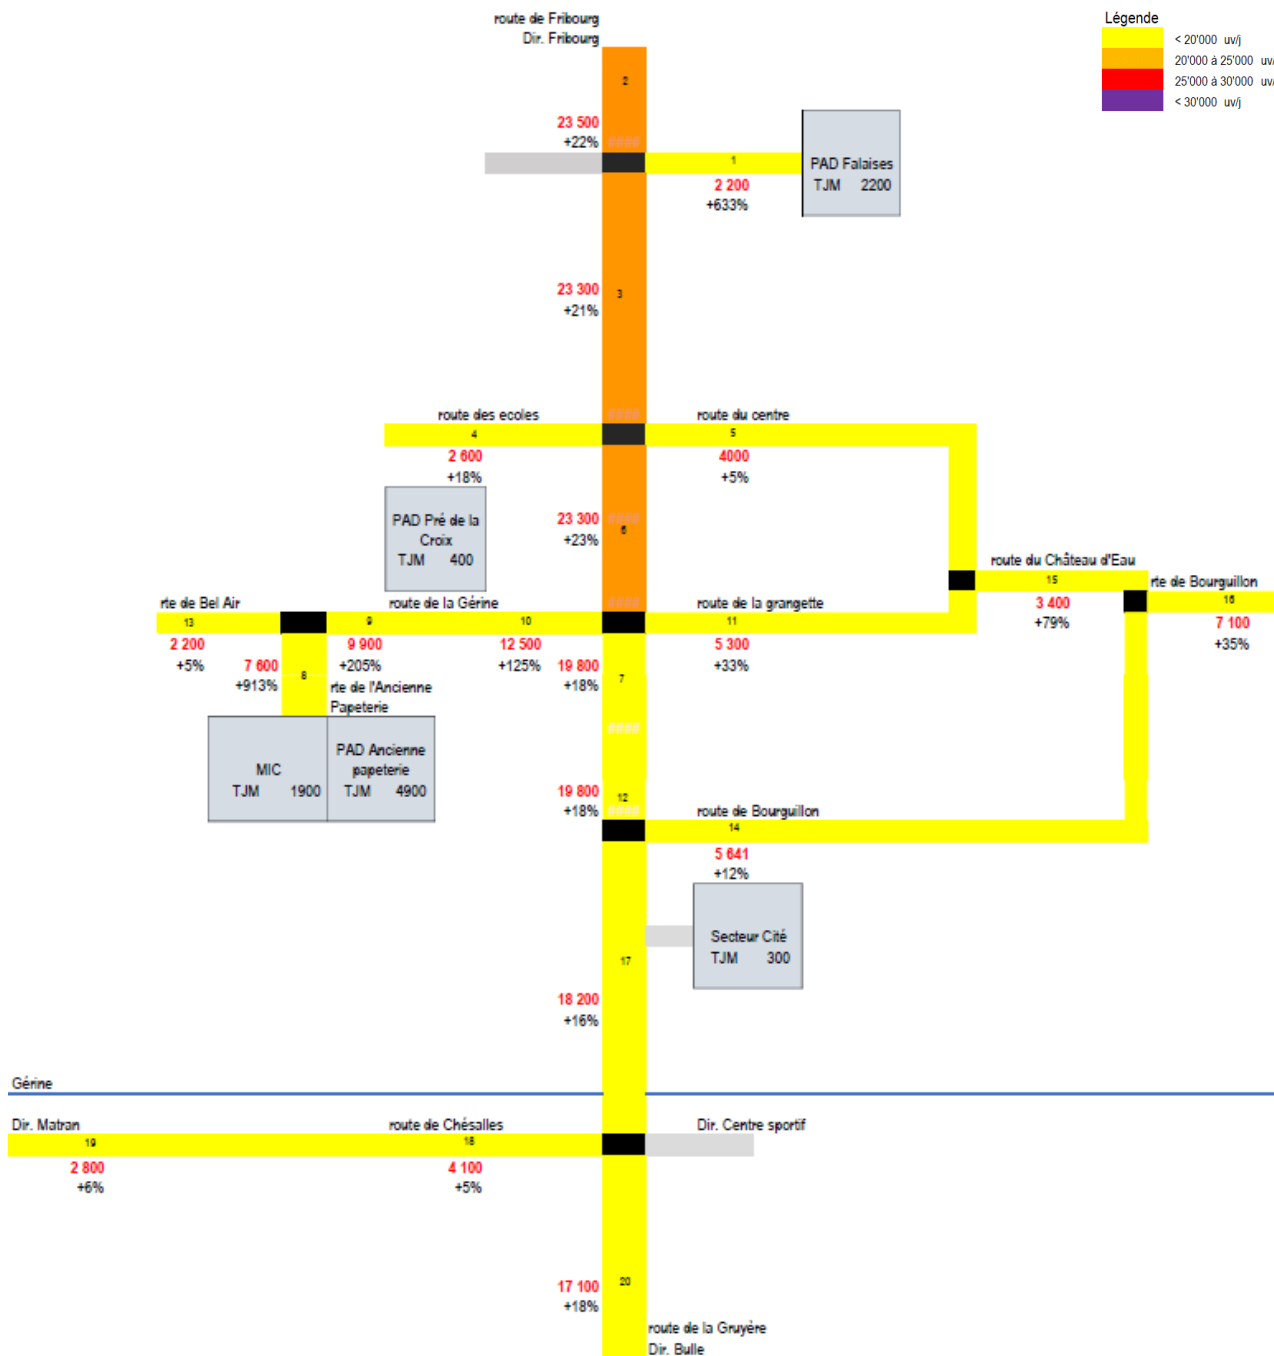 route de Fribourg
Dir. Fribourg
Légende
< 20'000 uv/j
20'000 à 25'000 uv/
25'000 à 30'000 uv/
< 30'000 uv/j
2
23 500
+22%
####
1
2 200
+633%
PAD Falaises
TJM 2200
23 300
+21%
3
####
route des ecoles
4
2 600
+18%
route du centre
5
4000
+5%
PAD Pré de la
Croix
TJM 400
23 300
+23%
####
6
####
route du Château d'Eau
15
3 400
+79%
rte de Bourguillon
16
7 100
+35%
rte de Bel Air
13
2 200
+5%
route de la Gérine
9
9 900
+205%
10
12 500
+125%
route de la grangette
11
5 300
+33%
7 600
+913%
8
rte de l'Ancienne
Papeterie
19 800
+18%
7
####
MIC
TJM 1900
PAD Ancienne
papeterie
TJM 4900
19 800
+18%
12
####
route de Bourguillon
14
5 641
+12%
Secteur Cité
TJM 300
17
18 200
+16%
Gérine
Dir. Matran
19
2 800
+6%
route de Chésalles
18
4 100
+5%
Dir. Centre sportif
17 100
+18%
20
route de la Gruyère
Dir. Bulle